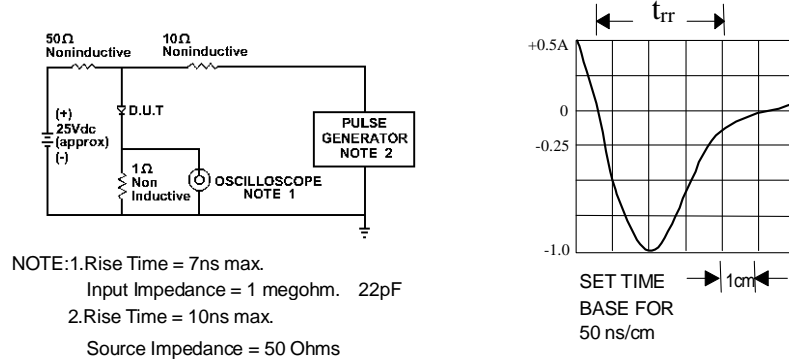 50Ω
Noninductive
10Ω
Noninductive
D.U.T
(+)
25Vdc
(approx)
(-)
PULSE
GENERATOR
NOTE 2
1Ω
Non
Inductive
OSCILLOSCOPE
NOTE 1
NOTE:1.Rise Time = 7ns max.
Input Impedance = 1 megohm. 22pF
2.Rise Time = 10ns max.
Source Impedance = 50 Ohms
trr
+0.5A
0
-0.25
-1.0
SET TIME
BASE FOR
50 ns/cm
1cm